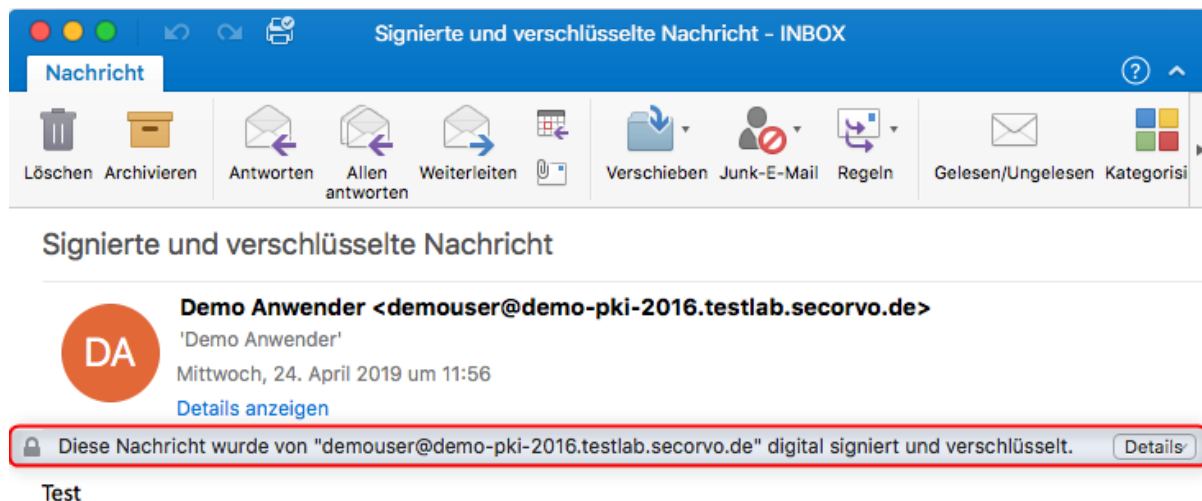 Signierte und verschlüsselte Nachricht - INBOX
Nachricht
?
Löschen Archivieren Antworten Allen antworten Weiterleiten Verschieben Junk-E-Mail Regeln Gelesen/Ungelesen Kategorisi
Signierte und verschlüsselte Nachricht
DA
Demo Anwender <demouser@demo-pki-2016.testlab.secorvo.de>
'Demo Anwender'
Mittwoch, 24. April 2019 um 11:56
Details anzeigen
Diese Nachricht wurde von "demouser@demo-pki-2016.testlab.secorvo.de" digital signiert und verschlüsselt. Details
Test